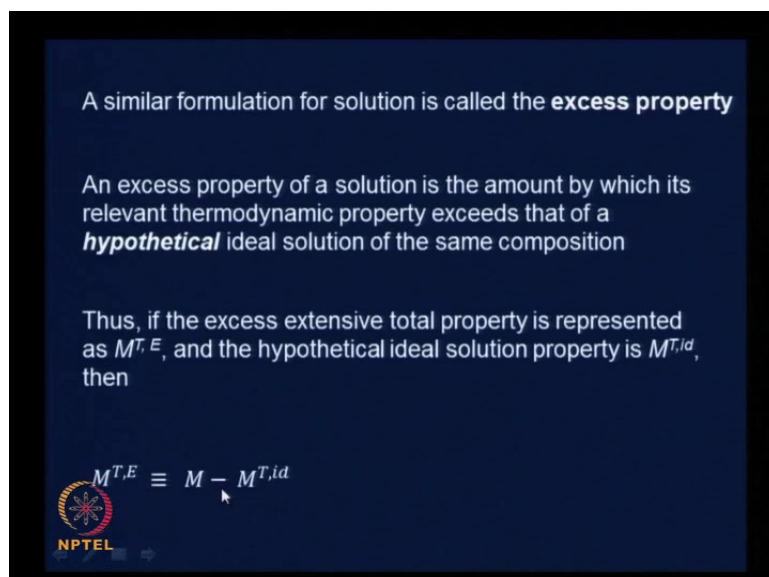 A similar formulation for solution is called the excess property
An excess property of a solution is the amount by which its
relevant thermodynamic property exceeds that of a
hypothetical ideal solution of the same composition
Thus, if the excess extensive total property is represented
as M^{T, E}, and the hypothetical ideal solution property is M^{T,id},
then
M^{T,E} ≡ M − M^{T,id}
NPTEL